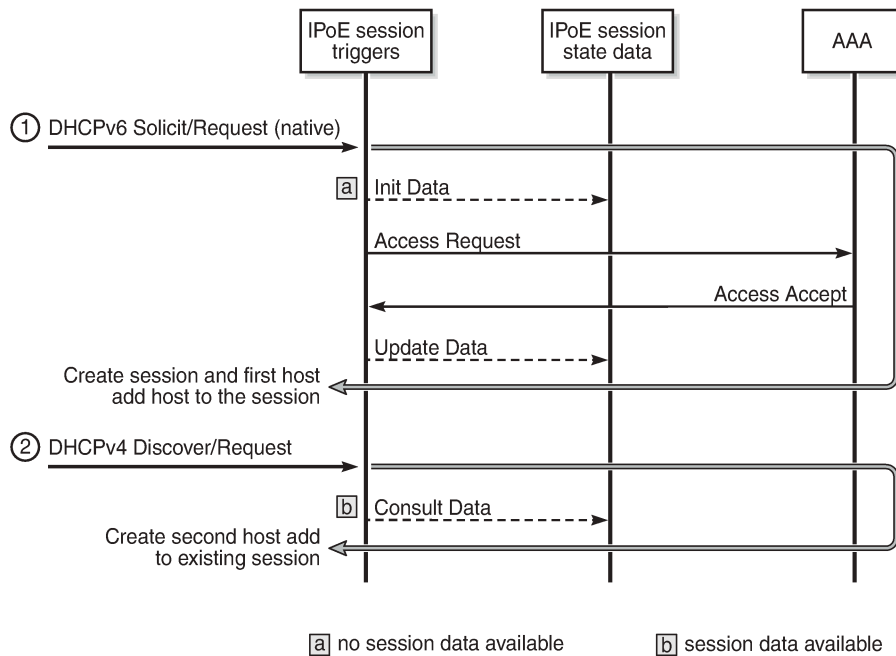 IPoE session
triggers
IPoE session
state data
AAA
1 DHCPv6 Solicit/Request (native)
a Init Data
Access Request
Access Accept
Update Data
Create session and first host
add host to the session
2 DHCPv4 Discover/Request
b Consult Data
Create second host add
to existing session
a no session data available
b session data available